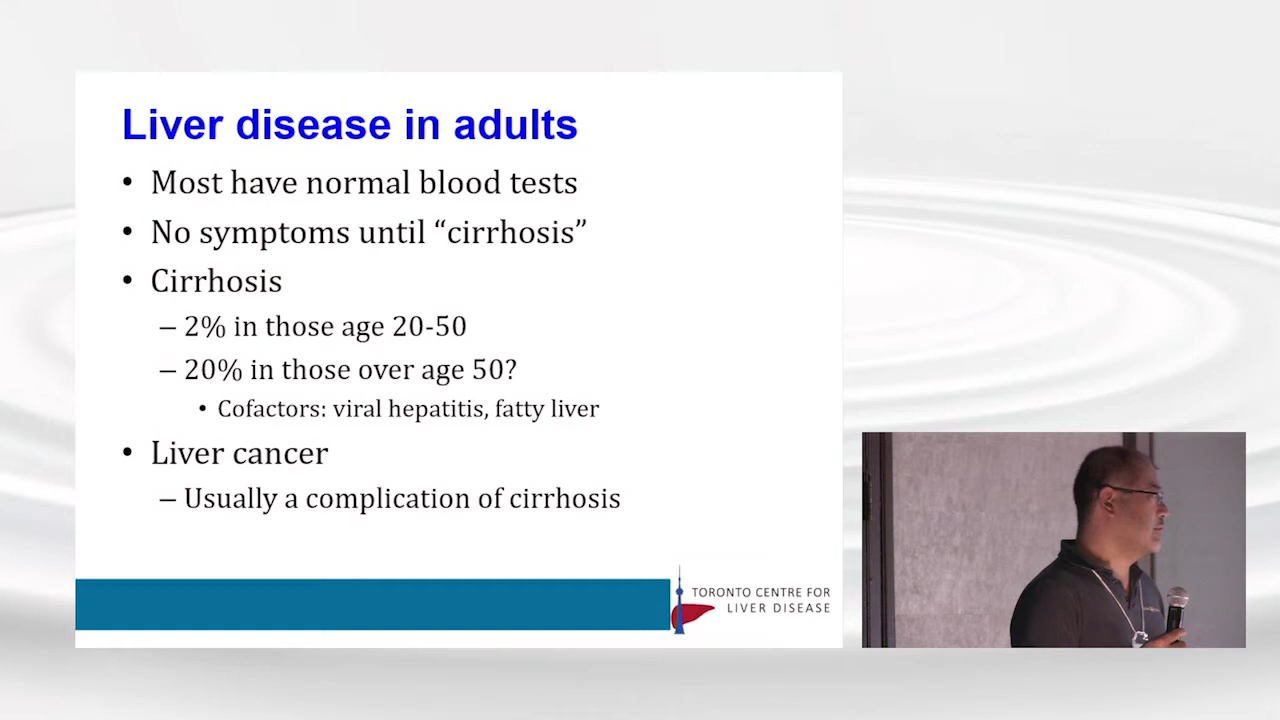 Liver disease in adults
• Most have normal blood tests
• No symptoms until “cirrhosis”
• Cirrhosis
– 2% in those age 20-50
– 20% in those over age 50?
• Cofactors: viral hepatitis, fatty liver
• Liver cancer
– Usually a complication of cirrhosis
TORONTO CENTRE FOR
LIVER DISEASE